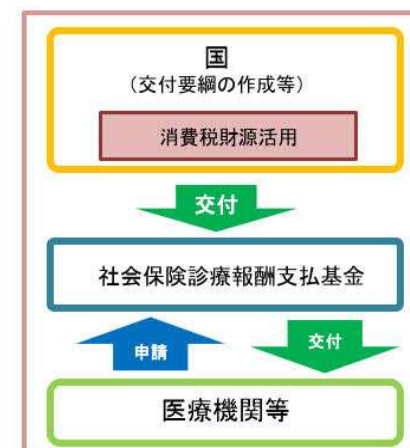 国
（交付要綱の作成等）
消費税財源活用
交付
社会保険診療報酬支払基金
申請
交付
医療機関等